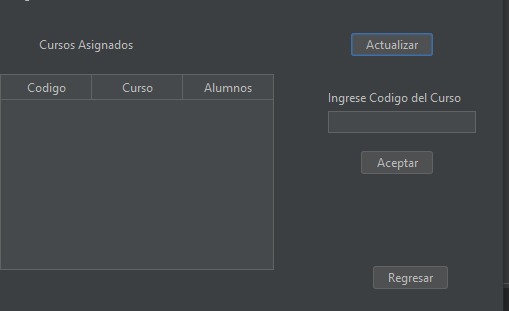 Cursos Asignados
Actualizar
Codigo Curso Alumnos
Ingrese Codigo del Curso
Aceptar
Regresar